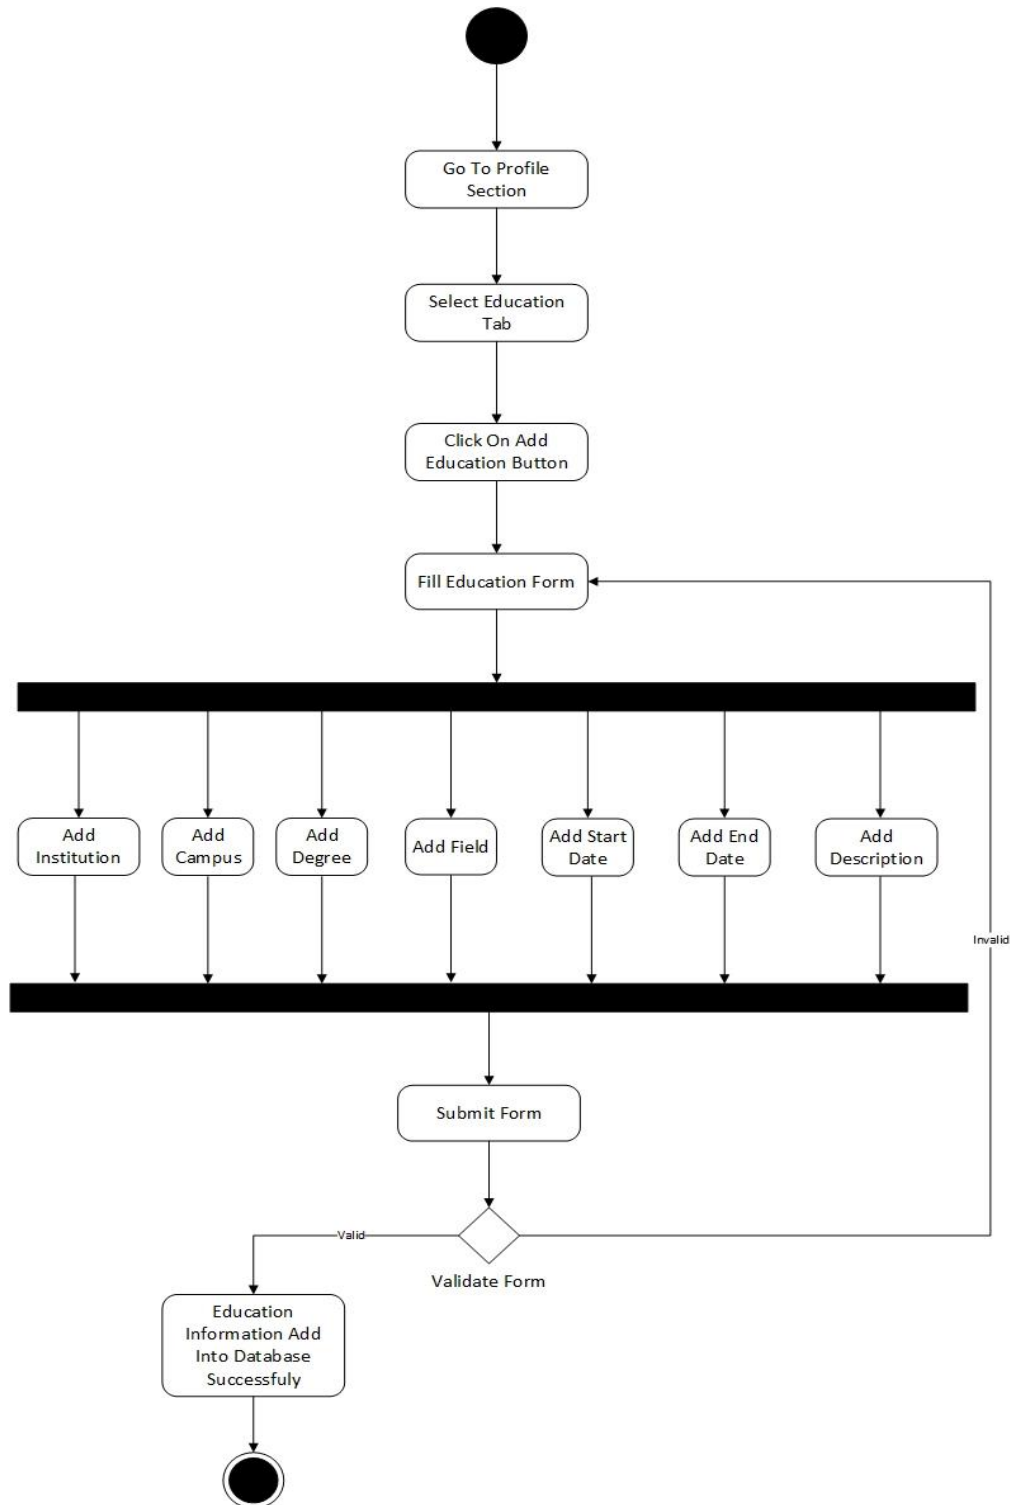 Go To Profile
Section
Select Education
Tab
Click On Add
Education Button
Fill Education Form
Add
Institution
Add
Campus
Add
Degree
Add Field
Add Start
Date
Add End
Date
Add
Description
Invalid
Submit Form
Valid
Validate Form
Education
Information Add
Into Database
Successfuly